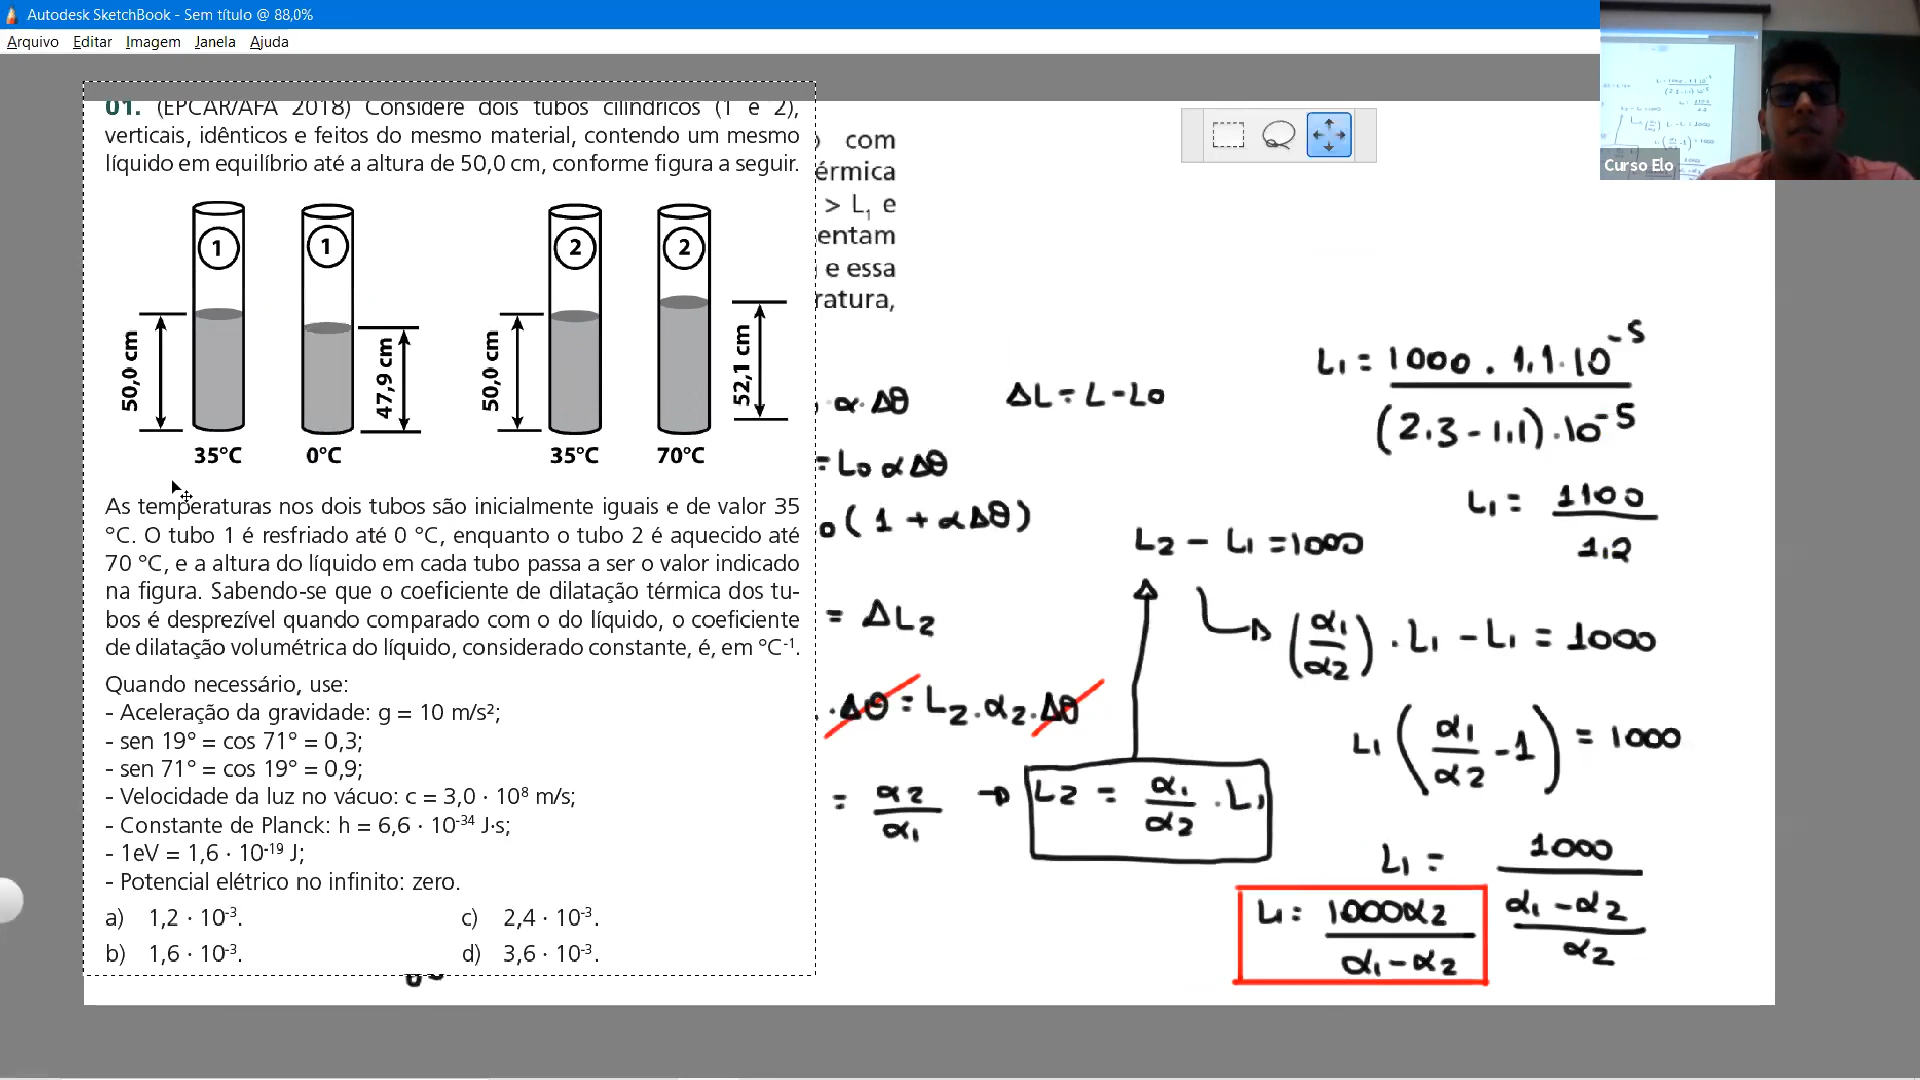 Autodesk SketchBook - Sem título @ 88,0%
Arquivo Editar Imagem Janela Ajuda
Curso Elo
01. (EPCAR/AFA 2018) Considere dois tubos cilíndricos (1 e 2),
verticais, idênticos e feitos do mesmo material, contendo um mesmo
líquido em equilíbrio até a altura de 50,0 cm, conforme figura a seguir.
1 1 2 2
50,0 cm 47,9 cm 50,0 cm 52,1 cm
35°C 0°C 35°C 70°C
As temperaturas nos dois tubos são inicialmente iguais e de valor 35
°C. O tubo 1 é resfriado até 0 °C, enquanto o tubo 2 é aquecido até
70 °C, e a altura do líquido em cada tubo passa a ser o valor indicado
na figura. Sabendo-se que o coeficiente de dilatação térmica dos tu-
bos é desprezível quando comparado com o do líquido, o coeficiente
de dilatação volumétrica do líquido, considerado constante, é, em °C⁻¹.
Quando necessário, use:
- Aceleração da gravidade: g = 10 m/s²;
- sen 19° = cos 71° = 0,3;
- sen 71° = cos 19° = 0,9;
- Velocidade da luz no vácuo: c = 3,0 · 10⁸ m/s;
- Constante de Planck: h = 6,6 · 10⁻³⁴ J·s;
- 1eV = 1,6 · 10⁻¹⁹ J;
- Potencial elétrico no infinito: zero.
a) 1,2 · 10⁻³. c) 2,4 · 10⁻³.
b) 1,6 · 10⁻³. d) 3,6 · 10⁻³.
com
érmica
> L₁ e
entam
e essa
ratura,
. α . Δθ
= L₀ α Δθ
₀ ( 1 + α Δθ )
= ΔL₂
. Δθ = L₂ . α₂ . Δθ
= α₂ / α₁ → L₂ = α₁ / α₂ . L₁
ΔL = L - L₀
L₂ - L₁ = 1000
L₁ = 1000 . 1,1 . 10⁻⁵
(2,3 - 1,1) . 10⁻⁵
L₁ = 1100
1,2
(α₁ / α₂) . L₁ - L₁ = 1000
L₁ (α₁ / α₂ - 1) = 1000
L₁ = 1000
α₁ - α₂
α₂
L₁ = 1000α₂
α₁ - α₂